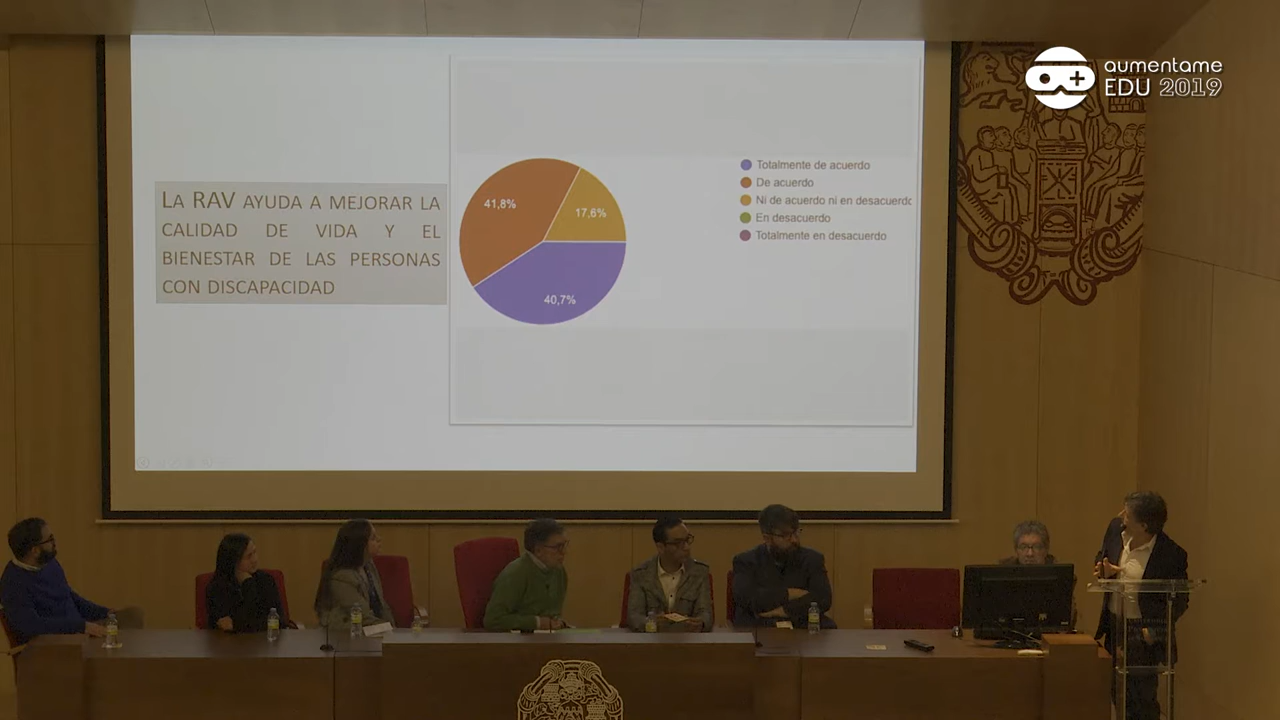 aumentame
EDU 2019
LA RAV AYUDA A MEJORAR LA
CALIDAD DE VIDA Y EL
BIENESTAR DE LAS PERSONAS
CON DISCAPACIDAD
41,8%
17,6%
40,7%
Totalmente de acuerdo
De acuerdo
Ni de acuerdo ni en desacuerdo
En desacuerdo
Totalmente en desacuerdo